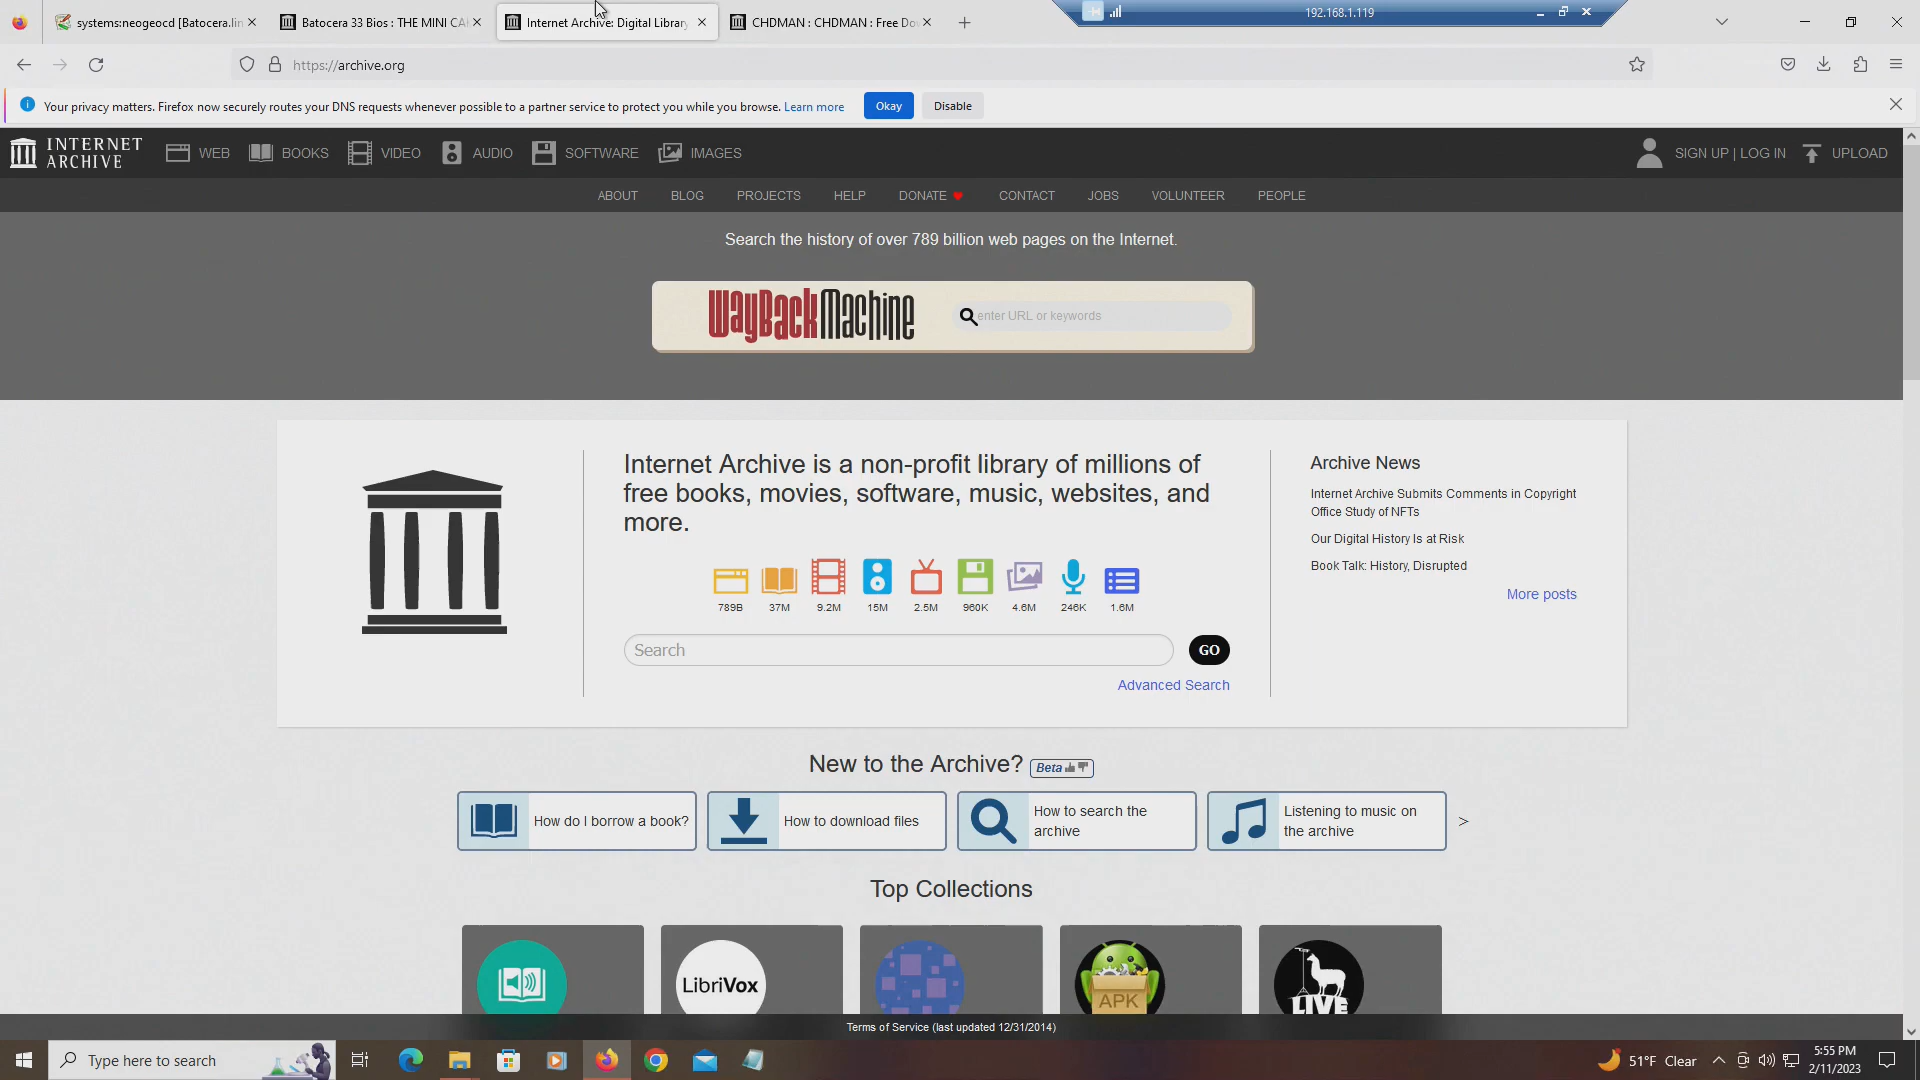 systems:neogeocd [Batocera.lin
Batocera 33 Bios : THE MINI CA
Internet Archive: Digital Library
CHDMAN : CHDMAN : Free Do
192.168.1.119
https://archive.org
Your privacy matters. Firefox now securely routes your DNS requests whenever possible to a partner service to protect you while you browse. Learn more
Okay
Disable
INTERNET
ARCHIVE
WEB
BOOKS
VIDEO
AUDIO
SOFTWARE
IMAGES
SIGN UP | LOG IN
UPLOAD
ABOUT
BLOG
PROJECTS
HELP
DONATE
CONTACT
JOBS
VOLUNTEER
PEOPLE
Search the history of over 789 billion web pages on the Internet.
WayBackMachine
enter URL or keywords
Internet Archive is a non-profit library of millions of
free books, movies, software, music, websites, and
more.
789B
37M
9.2M
15M
2.5M
960K
4.6M
246K
1.6M
Search
GO
Advanced Search
Archive News
Internet Archive Submits Comments in Copyright
Office Study of NFTs
Our Digital History Is at Risk
Book Talk: History, Disrupted
More posts
New to the Archive?
Beta
How do I borrow a book?
How to download files
How to search the
archive
Listening to music on
the archive
>
Top Collections
LibriVox
APK
LIVE
Terms of Service (last updated 12/31/2014)
Type here to search
51°F Clear
5:55 PM
2/11/2023